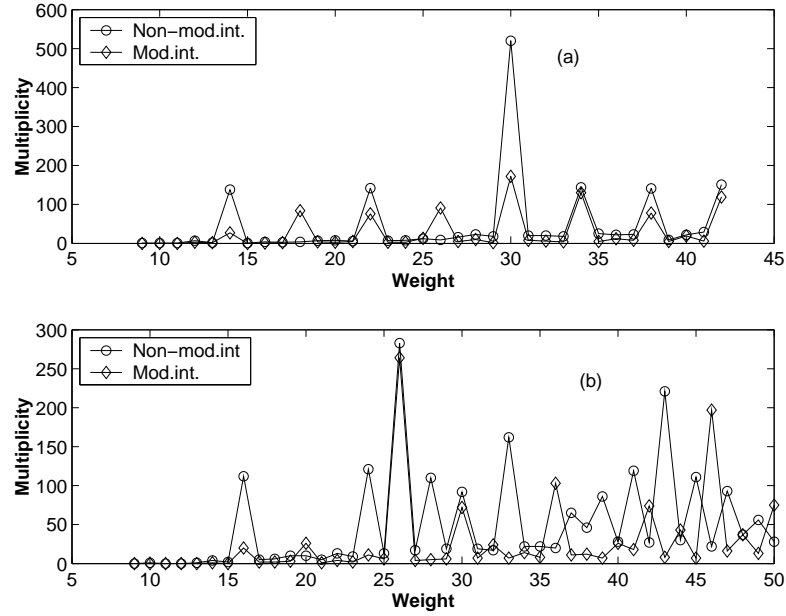 600
500
400
300
200
100
0
Multiplicity
Non−mod.int.
Mod.int.
(a)
5 10 15 20 25 30 35 40 45
Weight
300
250
200
150
100
50
0
Multiplicity
Non−mod.int
Mod.int.
(b)
5 10 15 20 25 30 35 40 45 50
Weight